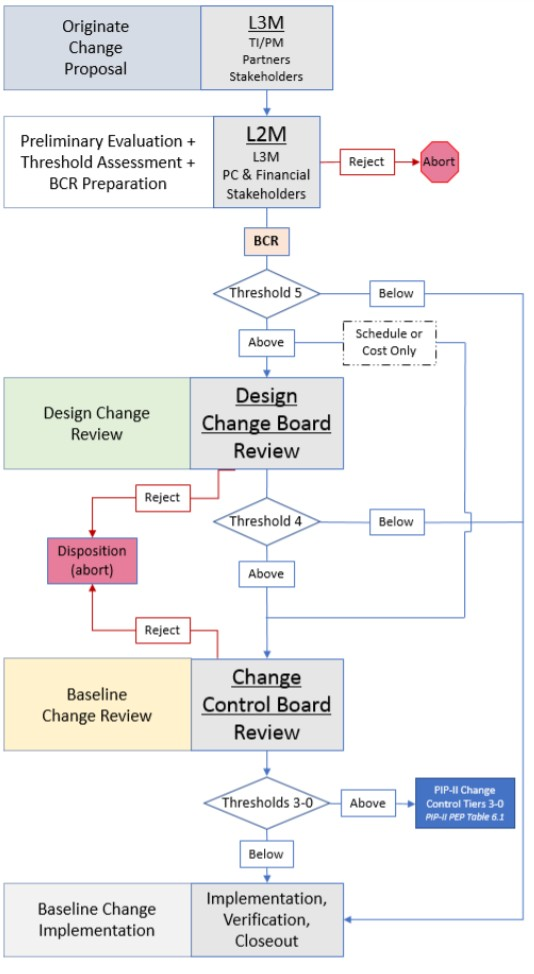 Originate
Change
Proposal
L3M
TI/PM
Partners
Stakeholders
Preliminary Evaluation +
Threshold Assessment +
BCR Preparation
L2M
L3M
PC & Financial
Stakeholders
Reject
Abort
BCR
Threshold 5
Below
Above
Schedule or
Cost Only
Design Change
Review
Design
Change Board
Review
Reject
Threshold 4
Below
Disposition
(abort)
Above
Reject
Baseline
Change Review
Change
Control Board
Review
Thresholds 3-0
Above
PIP-II Change
Control Tiers 3-0
PIP-II PEP Table 6.1
Below
Baseline Change
Implementation
Implementation,
Verification,
Closeout